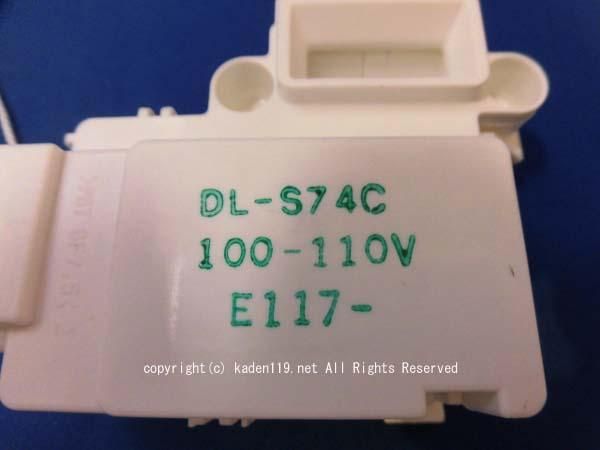 DL-S74C
100-110V
E117-
copyright(c) kaden119.net All Rights Reserved